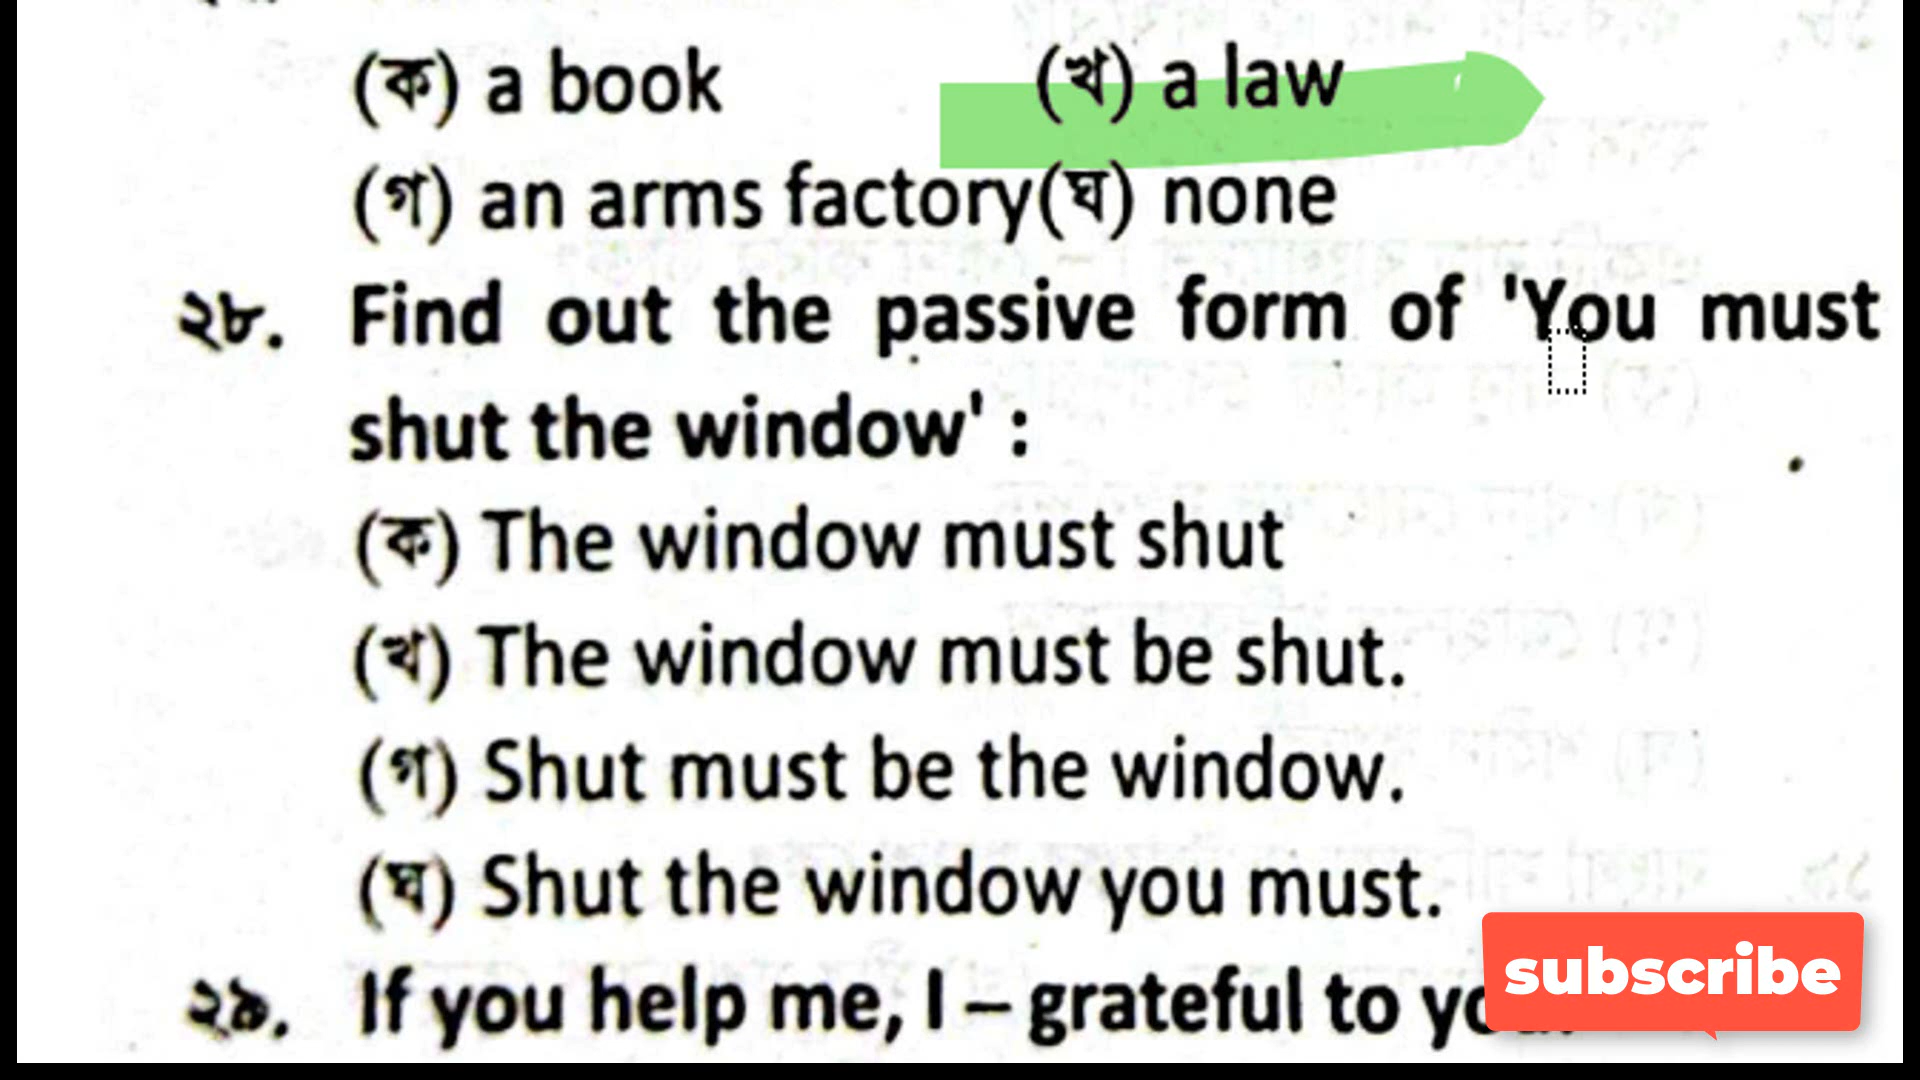 (ক) a book (খ) a law
(গ) an arms factory (ঘ) none
২৮. Find out the passive form of 'You must
shut the window' :
(ক) The window must shut
(খ) The window must be shut.
(গ) Shut must be the window.
(ঘ) Shut the window you must.
২৯. If you help me, I – grateful to
subscribe